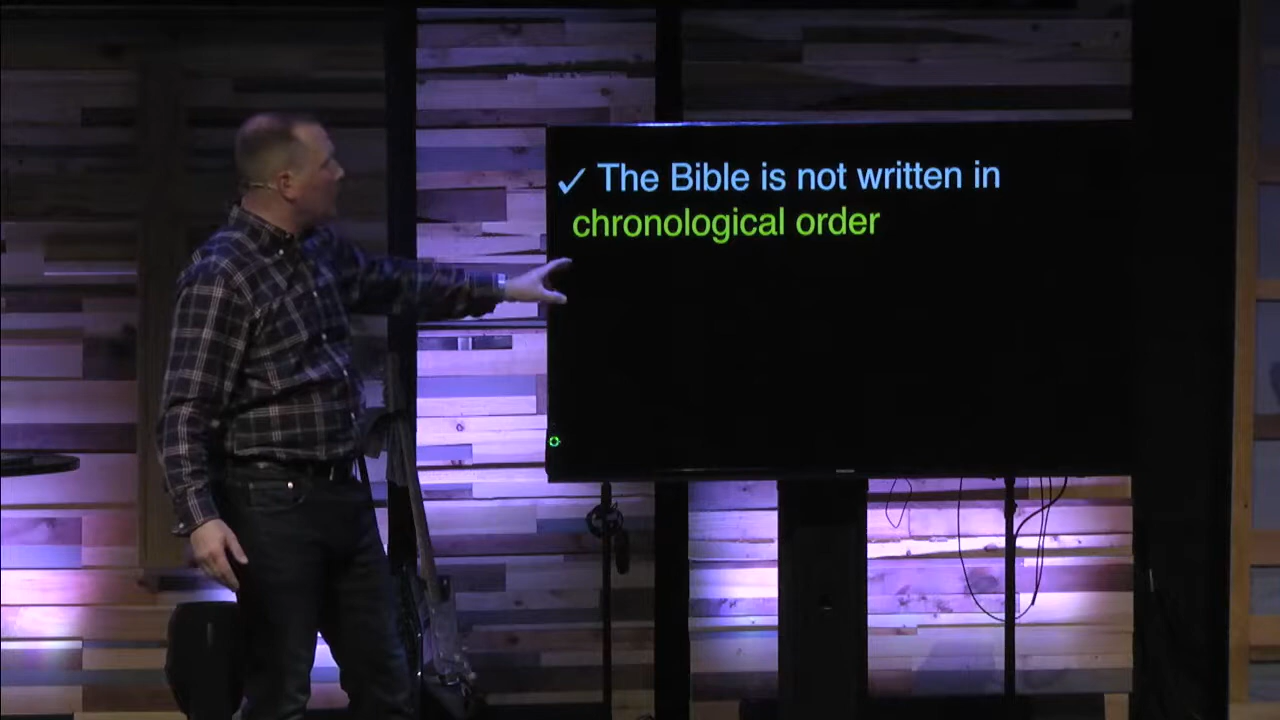 ✓ The Bible is not written in
chronological order